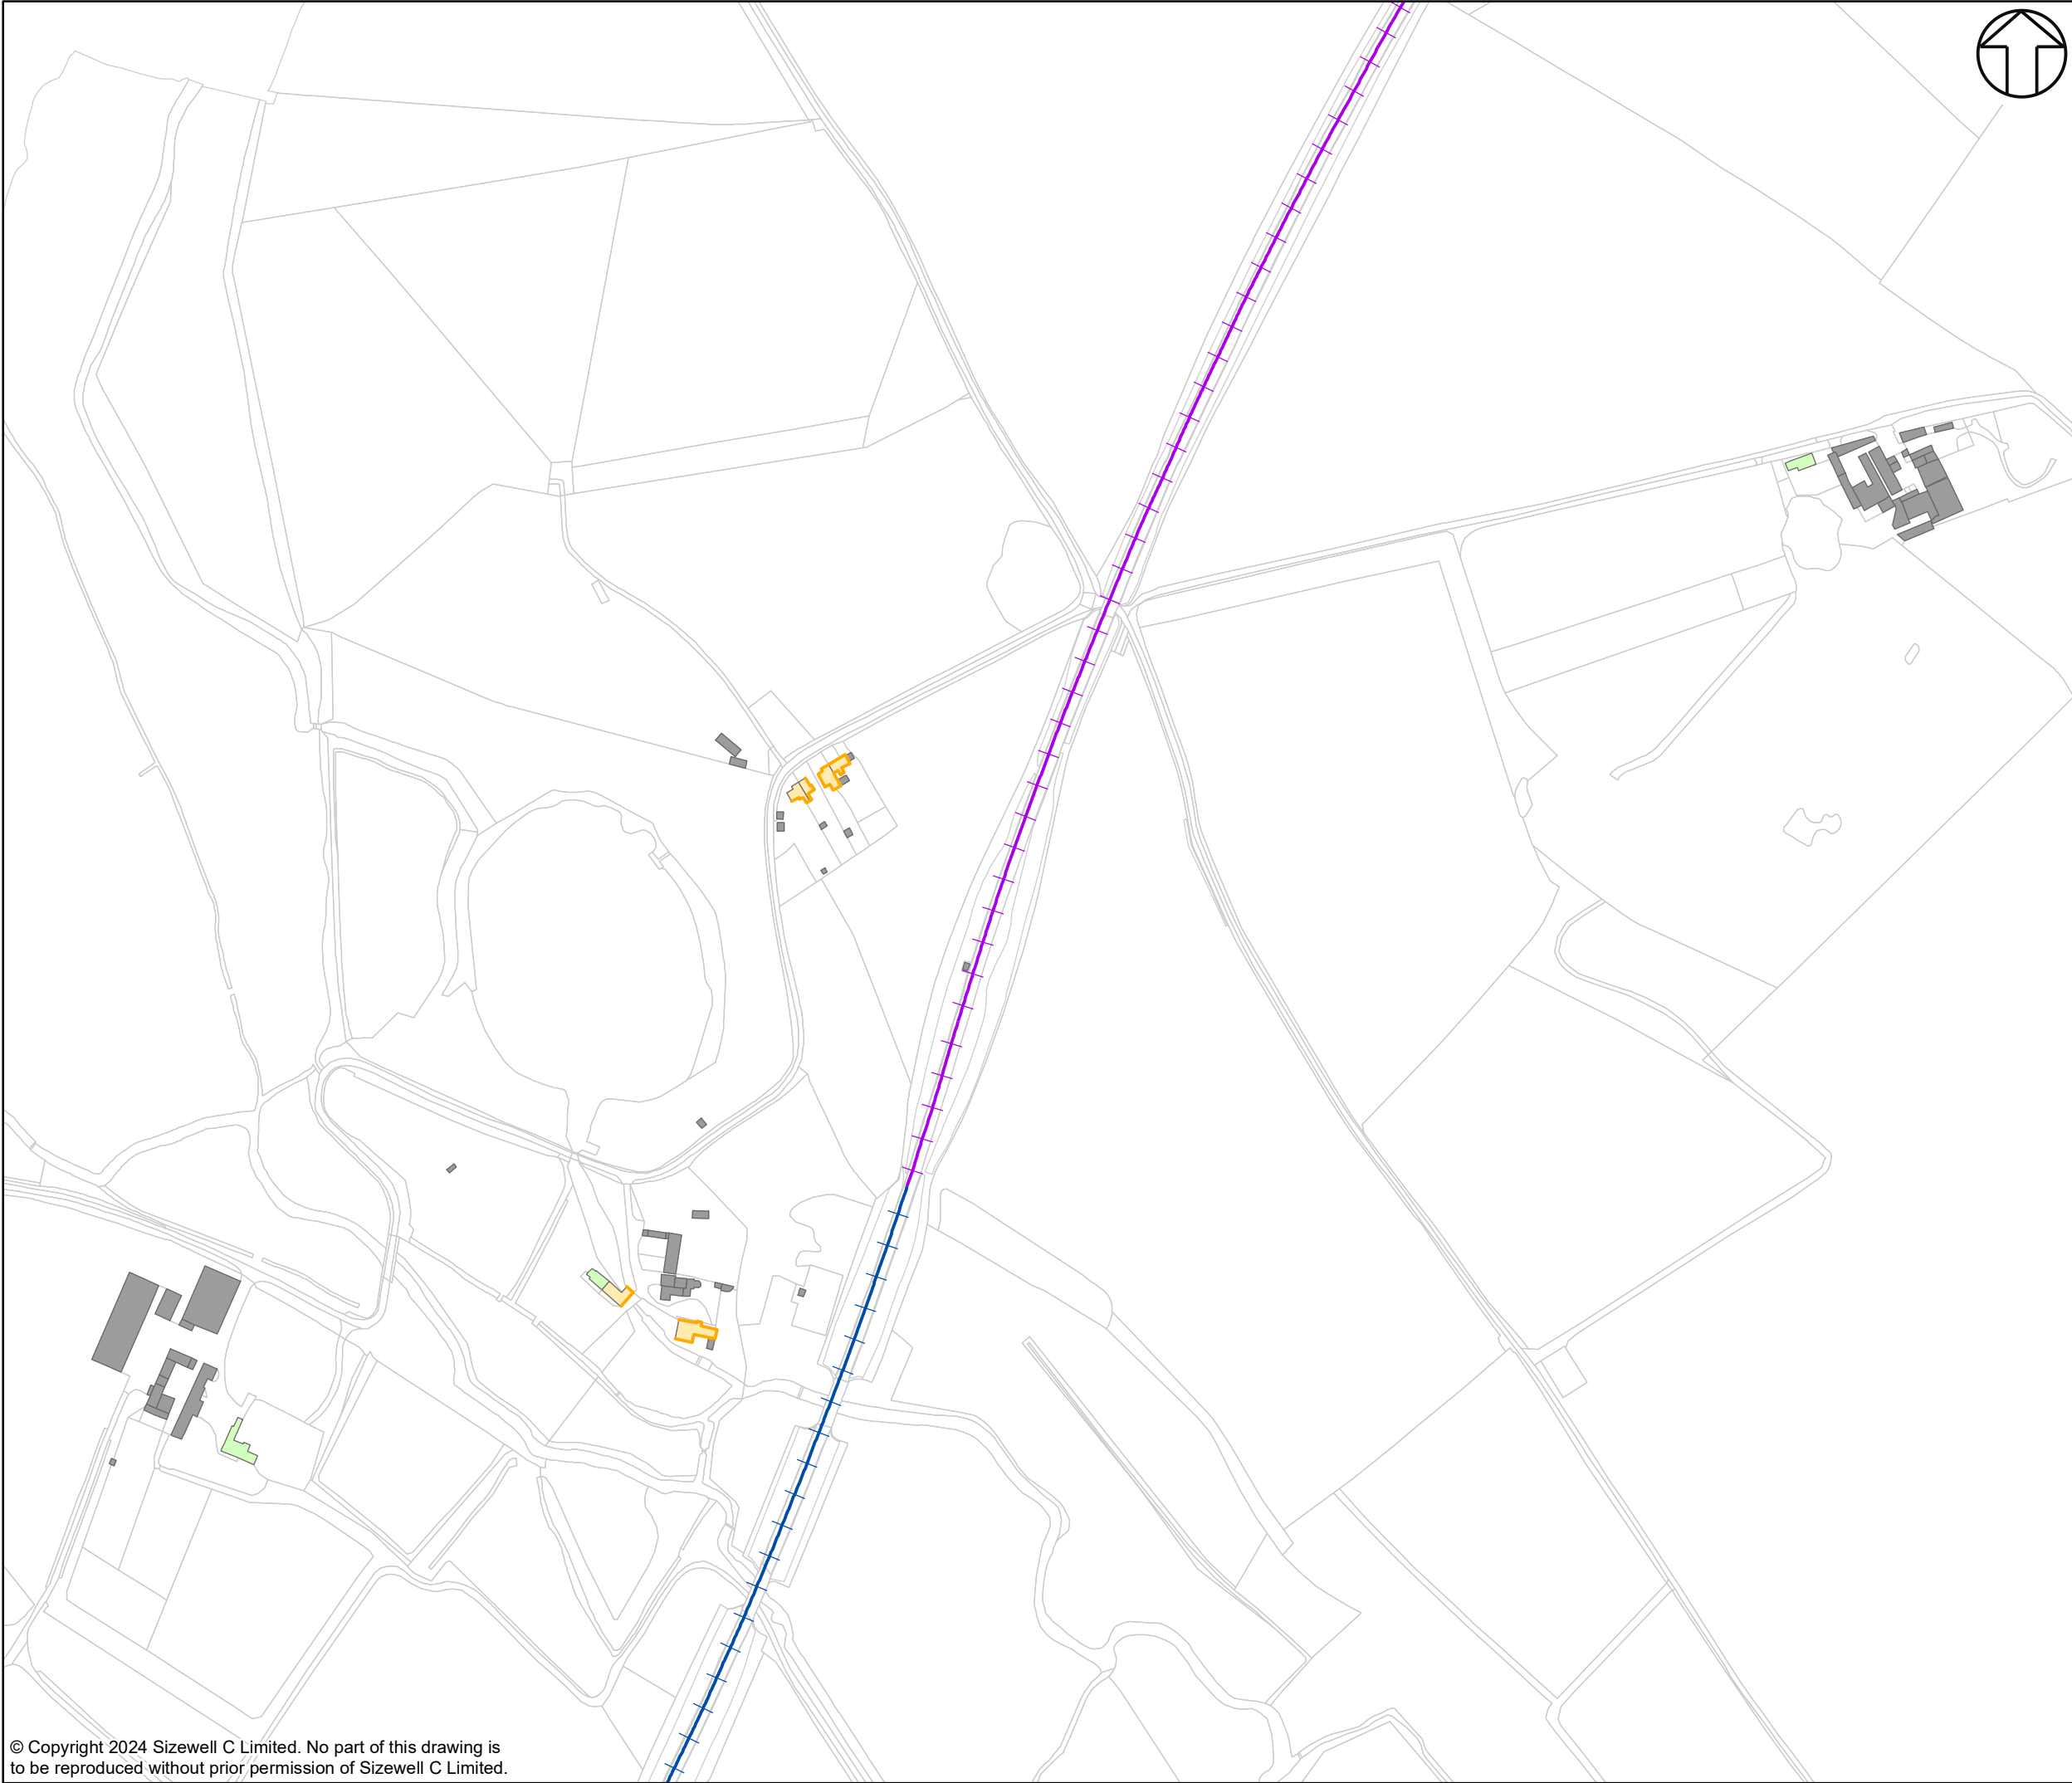 © Copyright 2024 Sizewell C Limited. No part of this drawing is
to be reproduced without prior permission of Sizewell C Limited.